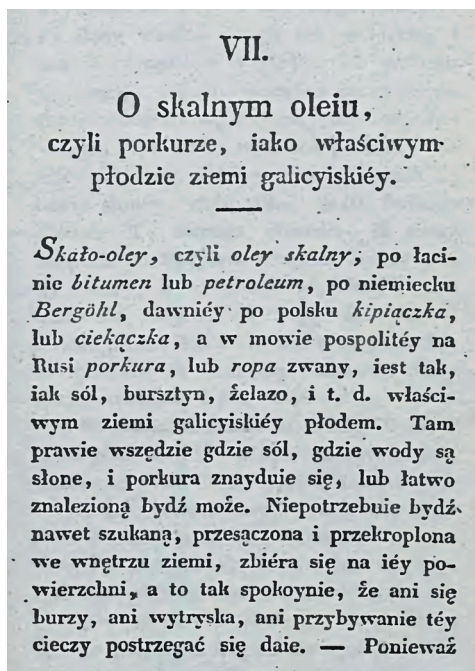 VII.
O skalnym oleiu,
czyli porkurze, iako właściwym
płodzie ziemi galicyiskiéy.
Skało-oley, czyli oley skalny, po łaci-
nie bitumen lub petroleum, po niemiecku
Bergöhl, dawniéy po polsku kipiączka,
lub ciekączka, a w mowie pospolitéy na
Rusi porkura, lub ropa zwany, iest tak,
iak sól, bursztyn, żelazo, i t. d. właści-
wym ziemi galicyiskiéy płodem. Tam
prawie wszędzie gdzie sól, gdzie wody są
słone, i porkura znayduie się, lub łatwo
znalezioną bydź może. Niepotrzebuie bydź
nawet szukaną, przesączona i przekroplona
we wnętrzu ziemi, zbiéra się na iéy po-
wierzchni, a to tak spokoynie, że ani się
burzy, ani wytryska, ani przybywanie téy
cieczy postrzegać się daie. — Ponieważ